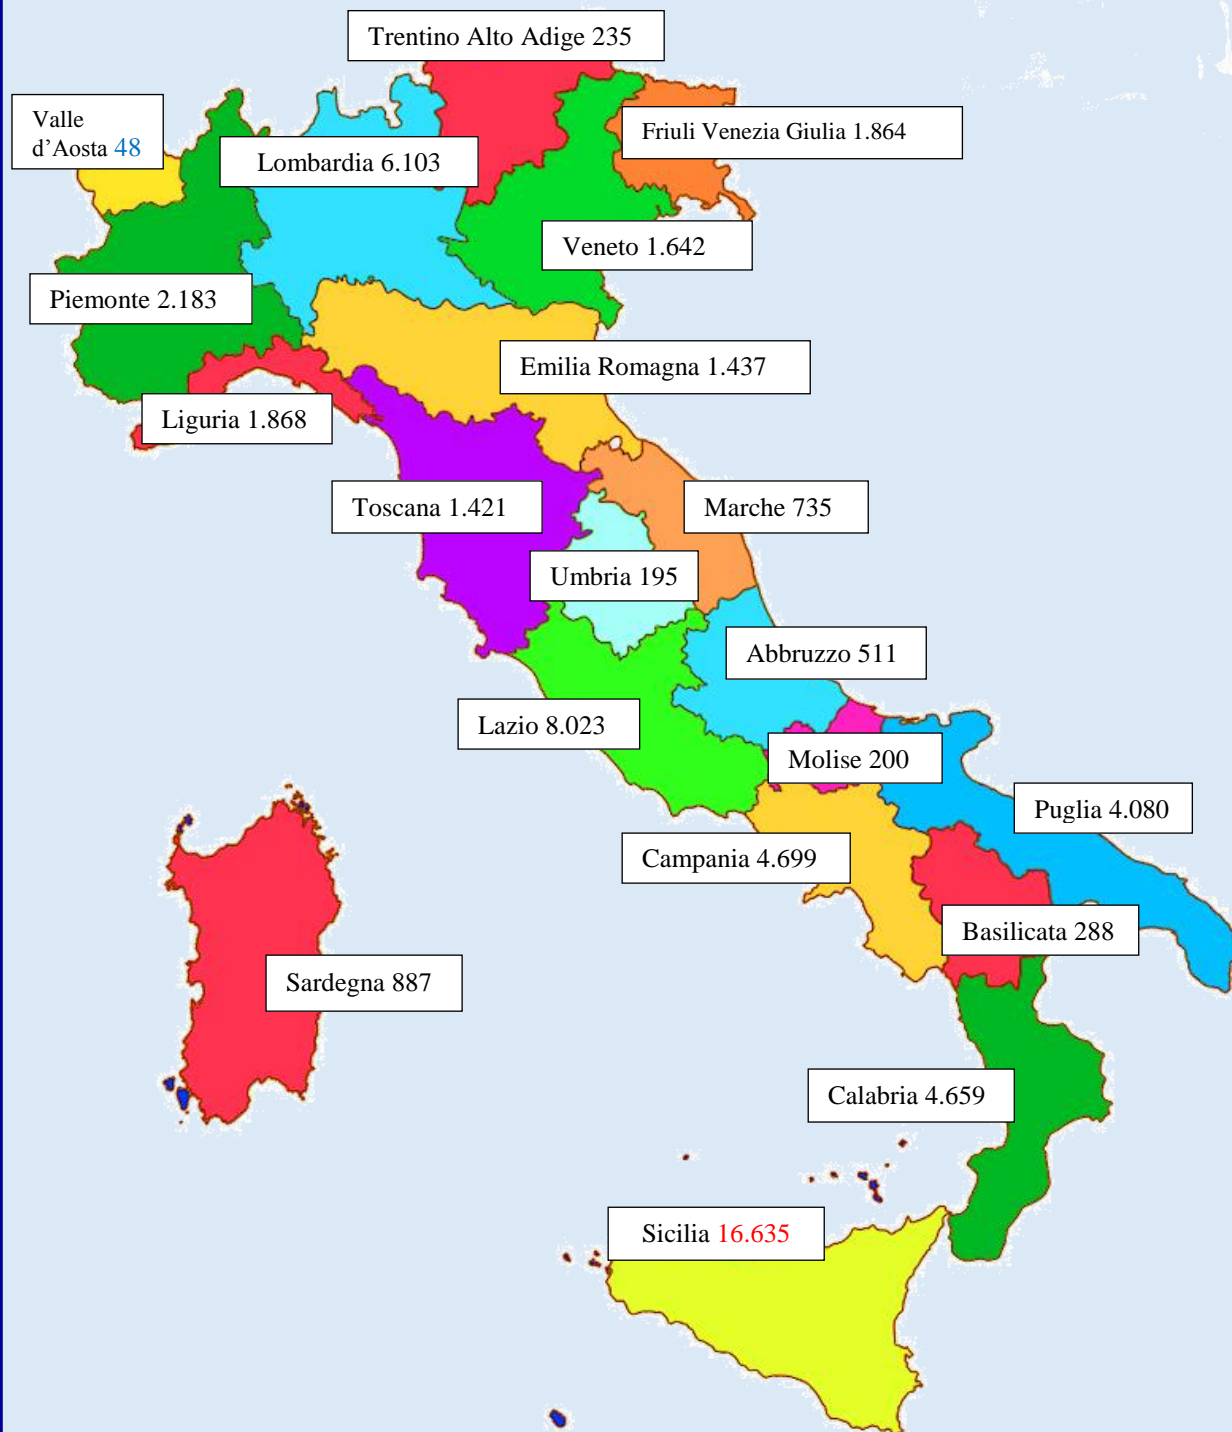 Trentino Alto Adige 235
Valle
d’Aosta 48
Friuli Venezia Giulia 1.864
Lombardia 6.103
Veneto 1.642
Piemonte 2.183
Emilia Romagna 1.437
Liguria 1.868
Toscana 1.421
Marche 735
Umbria 195
Abbruzzo 511
Lazio 8.023
Molise 200
Puglia 4.080
Campania 4.699
Basilicata 288
Sardegna 887
Calabria 4.659
Sicilia 16.635